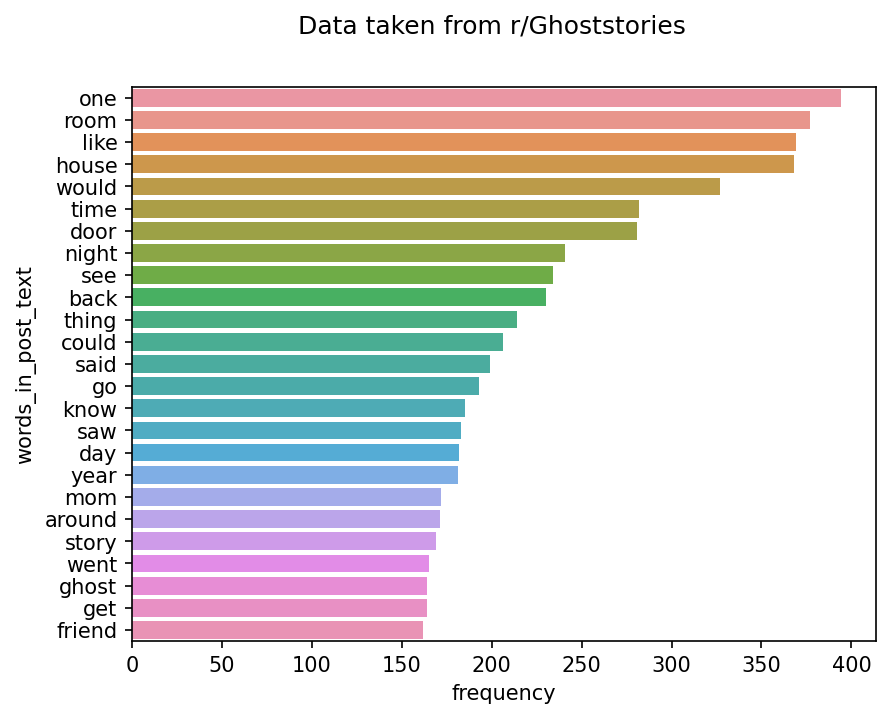 Data taken from r/Ghoststories
words_in_post_text
one
room
like
house
would
time
door
night
see
back
thing
could
said
go
know
saw
day
year
mom
around
story
went
ghost
get
friend
0 50 100 150 200 250 300 350 400
frequency